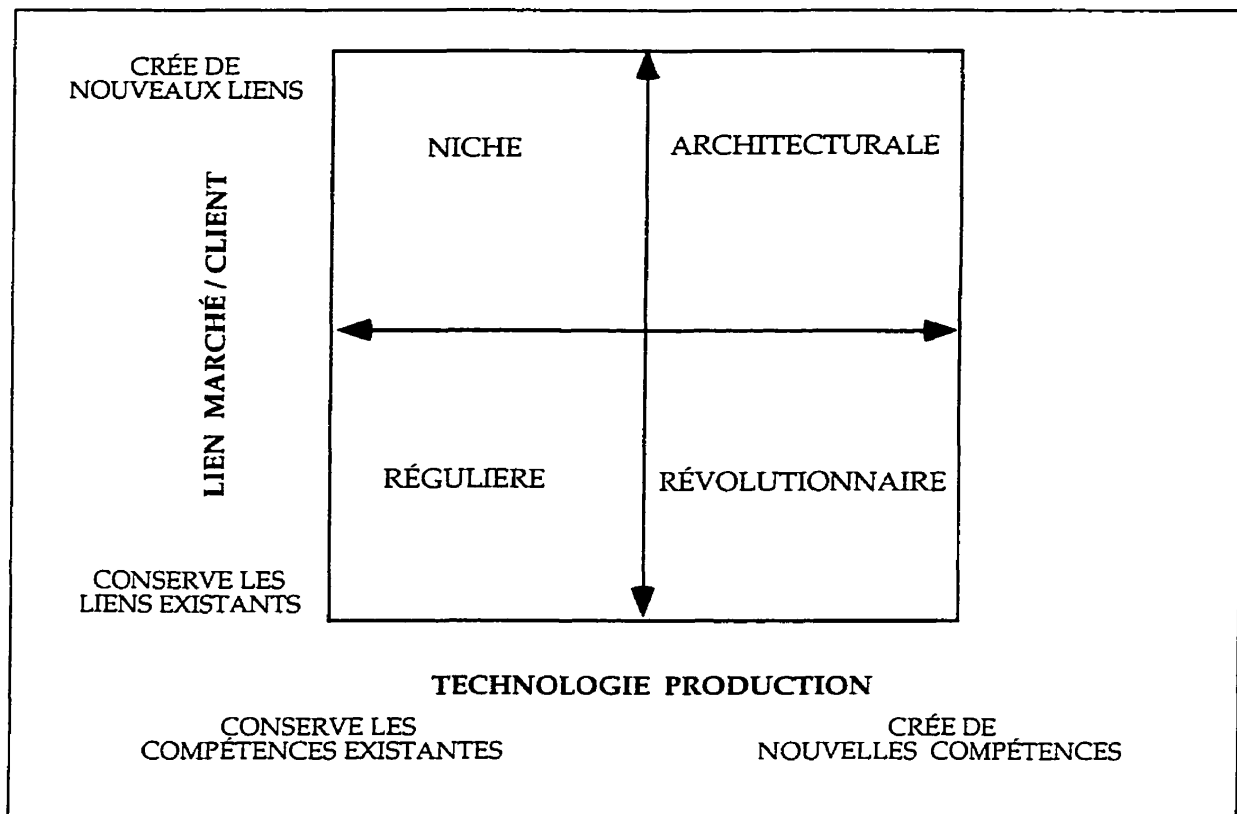 CRÉE DE
NOUVEAUX LIENS
NICHE
ARCHITECTURALE
LIEN MARCHÉ / CLIENT
RÉGULIERE
RÉVOLUTIONNAIRE
CONSERVE LES
LIENS EXISTANTS
TECHNOLOGIE PRODUCTION
CONSERVE LES
COMPÉTENCES EXISTANTES
CRÉE DE
NOUVELLES COMPÉTENCES